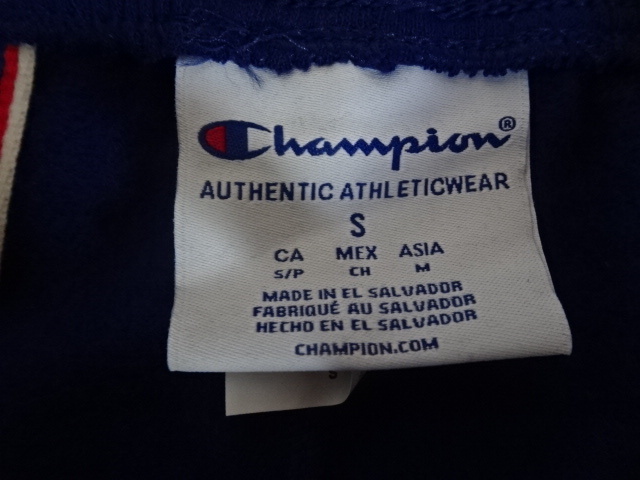 Champion®
AUTHENTIC ATHLETICWEAR
S
CA MEX ASIA
S/P CH M
MADE IN EL SALVADOR
FABRIQUÉ AU SALVADOR
HECHO EN EL SALVADOR
CHAMPION.COM
S